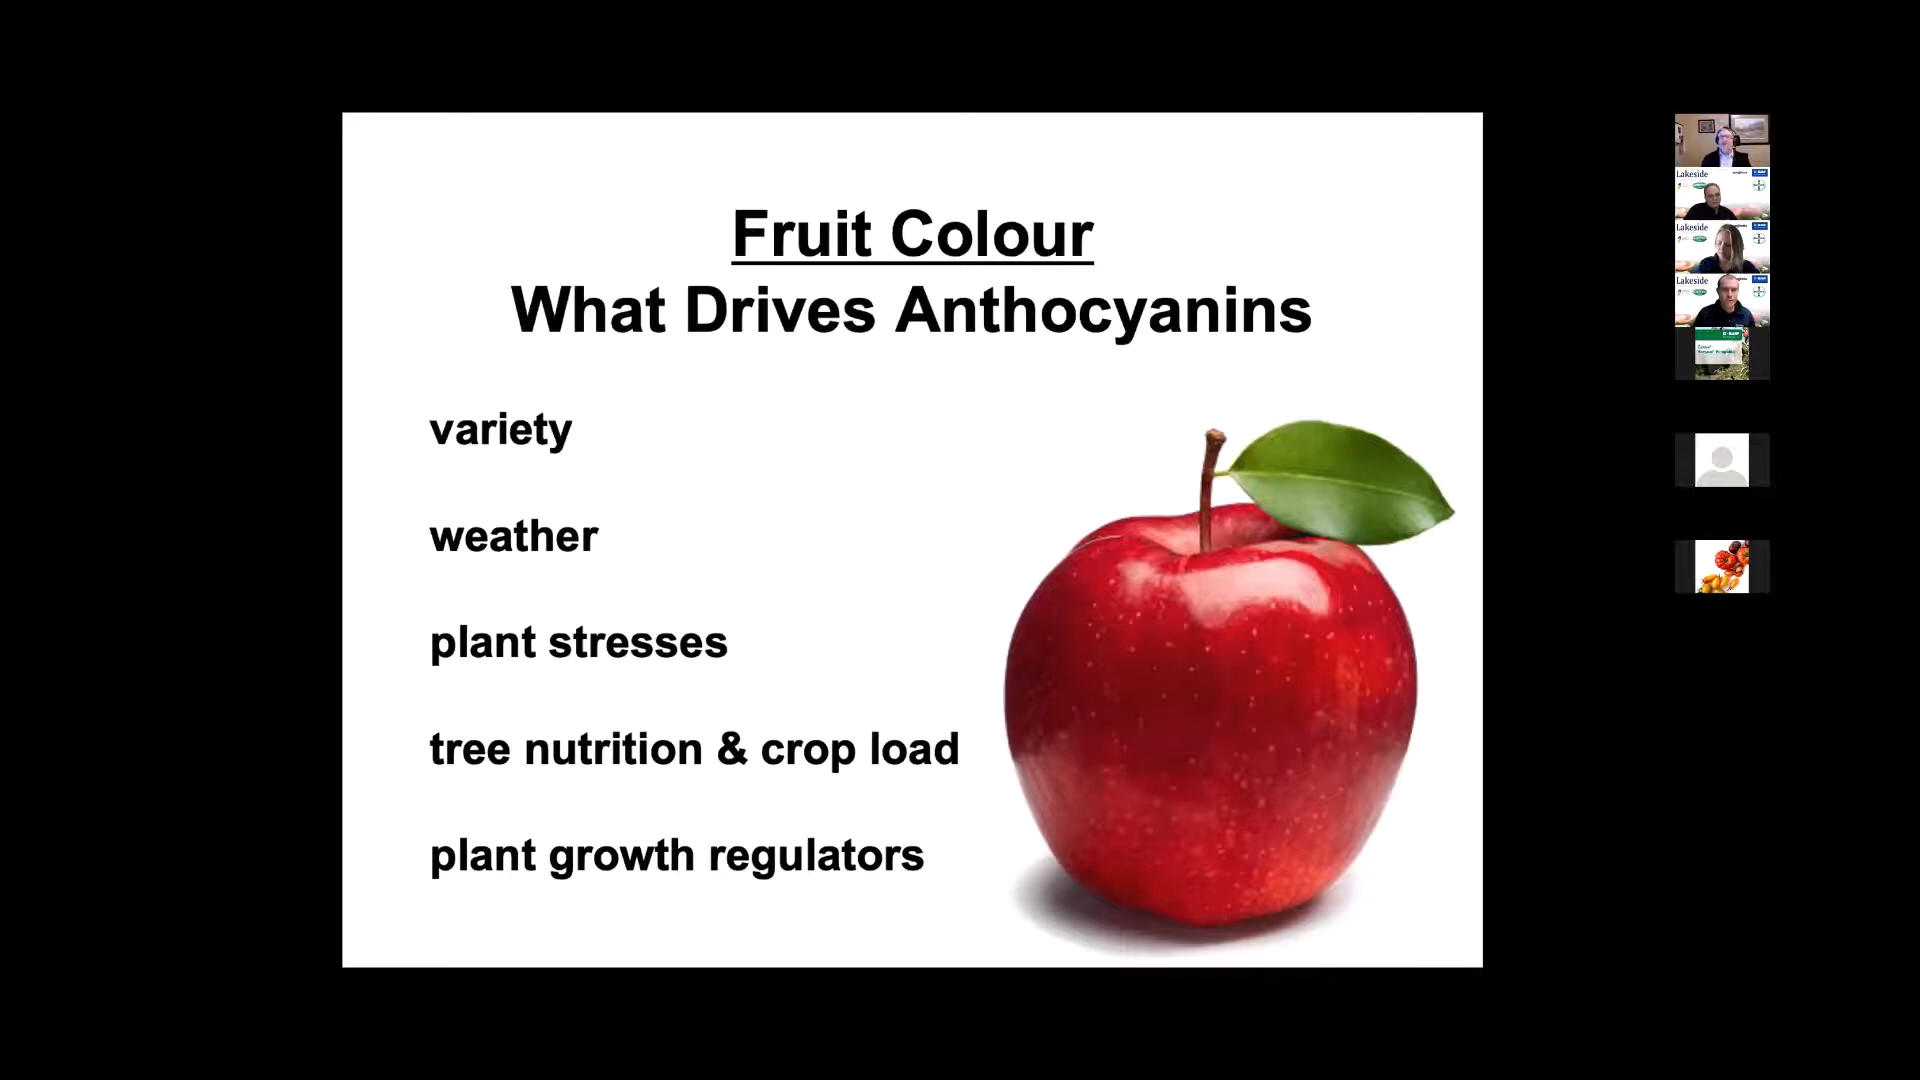 Fruit Colour
What Drives Anthocyanins
variety
weather
plant stresses
tree nutrition & crop load
plant growth regulators
Lakeside
Lakeside
Lakeside